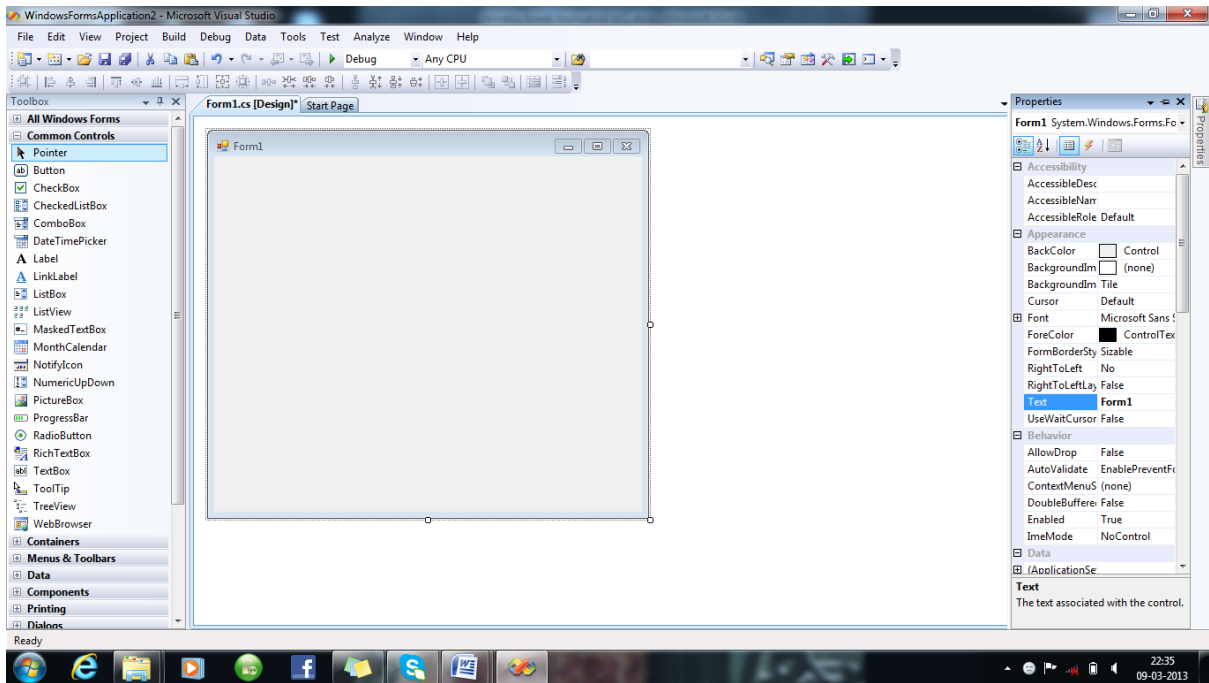 WindowsFormsApplication2 - Microsoft Visual Studio
File Edit View Project Build Debug Data Tools Test Analyze Window Help
Debug Any CPU
Toolbox
All Windows Forms
Common Controls
Pointer
Button
CheckBox
CheckedListBox
ComboBox
DateTimePicker
Label
LinkLabel
ListBox
ListView
MaskedTextBox
MonthCalendar
NotifyIcon
NumericUpDown
PictureBox
ProgressBar
RadioButton
RichTextBox
TextBox
ToolTip
TreeView
WebBrowser
Containers
Menus & Toolbars
Data
Components
Printing
Dialogs
Form1.cs [Design]* Start Page
Form1
Properties
Form1 System.Windows.Forms.Fo
Accessibility
AccessibleDesc
AccessibleNam
AccessibleRole Default
Appearance
BackColor Control
BackgroundIm (none)
BackgroundIm Tile
Cursor Default
Font Microsoft Sans S
ForeColor ControlTex
FormBorderSty Sizable
RightToLeft No
RightToLeftLay False
Text Form1
UseWaitCursor False
Behavior
AllowDrop False
AutoValidate EnablePreventFo
ContextMenuS (none)
DoubleBuffere False
Enabled True
ImeMode NoControl
Data
(ApplicationSe
Text
The text associated with the control.
Properties
Ready
22:35
09-03-2013